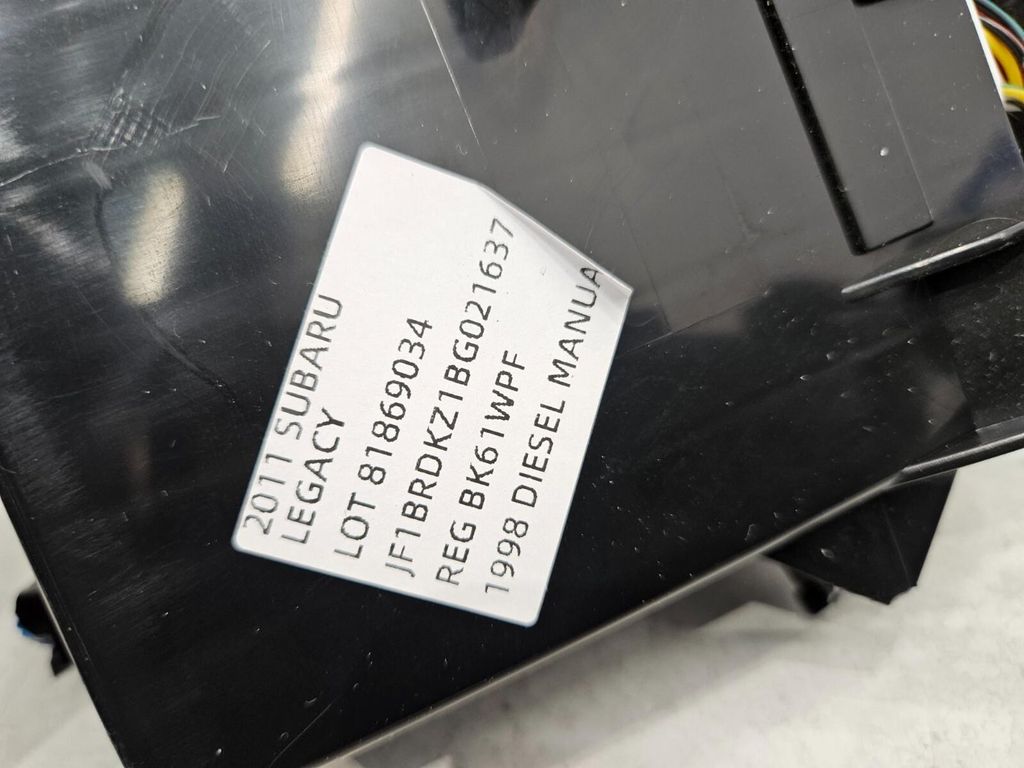 2011 SUBARU
LEGACY
LOT 81869034
JF1BRDKZ1BG021637
REG BK61WPF
1998 DIESEL MANUA